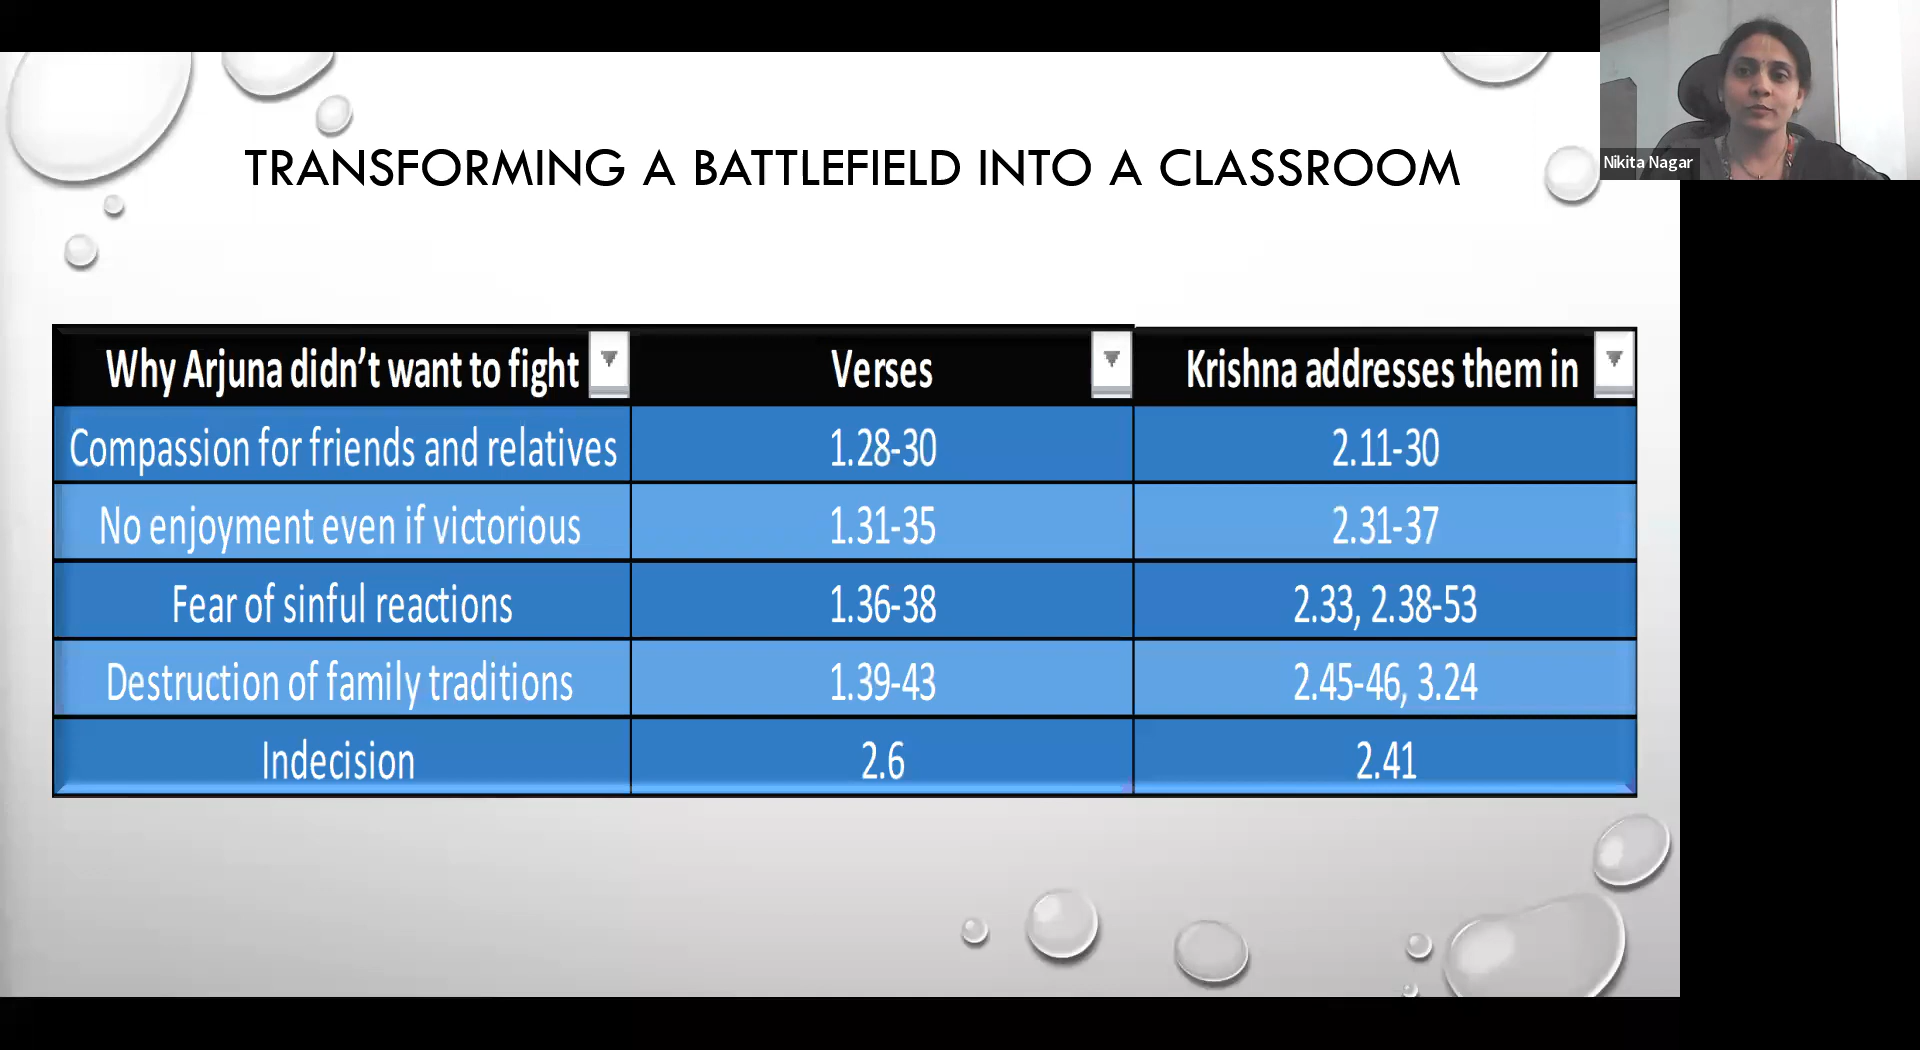 TRANSFORMING A BATTLEFIELD INTO A CLASSROOM
Nikita Nagar
Why Arjuna didn't want to fight Verses Krishna addresses them in
Compassion for friends and relatives 1.28-30 2.11-30
No enjoyment even if victorious 1.31-35 2.31-37
Fear of sinful reactions 1.36-38 2.33, 2.38-53
Destruction of family traditions 1.39-43 2.45-46, 3.24
Indecision 2.6 2.41